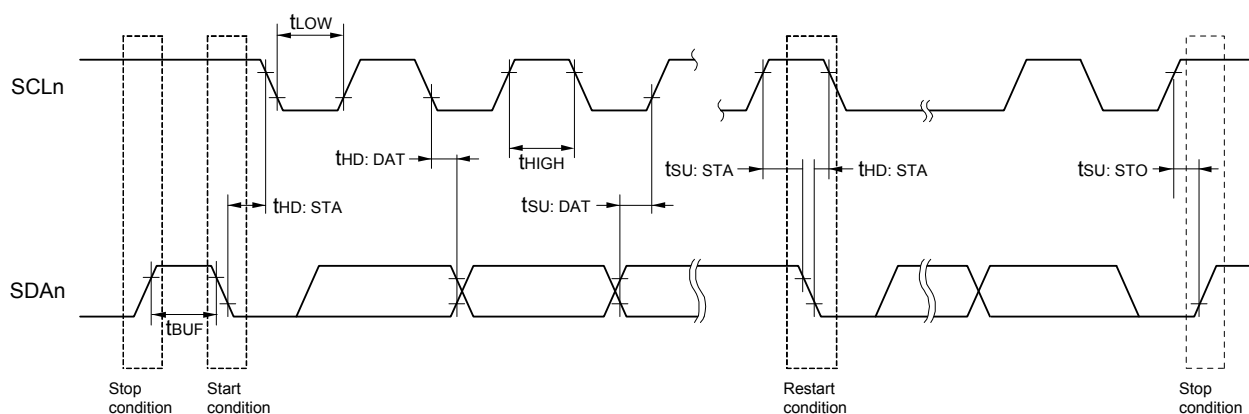 tLOW
SCLn
tHD: DAT
tHIGH
tSU: STA
tHD: STA
tSU: STO
tHD: STA
tSU: DAT
SDAn
tBUF
Stop
condition
Start
condition
Restart
condition
Stop
condition